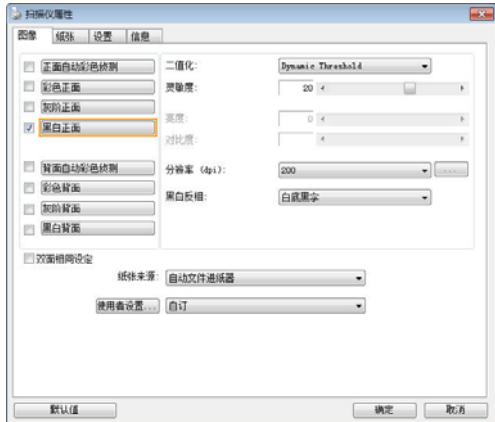 扫描仪属性
图像 纸张 设置 信息
正面自动彩色侦测
彩色正面
灰阶正面
黑白正面
背面自动彩色侦测
彩色背面
灰阶背面
黑白背面
二值化: Dynamic Threshold
灵敏度: 20
亮度: 0
对比度:
分辨率 (dpi): 200 ...
黑白反相: 白底黑字
双面相同设定
纸张来源: 自动文件进纸器
使用者设置... 自订
默认值 确定 取消